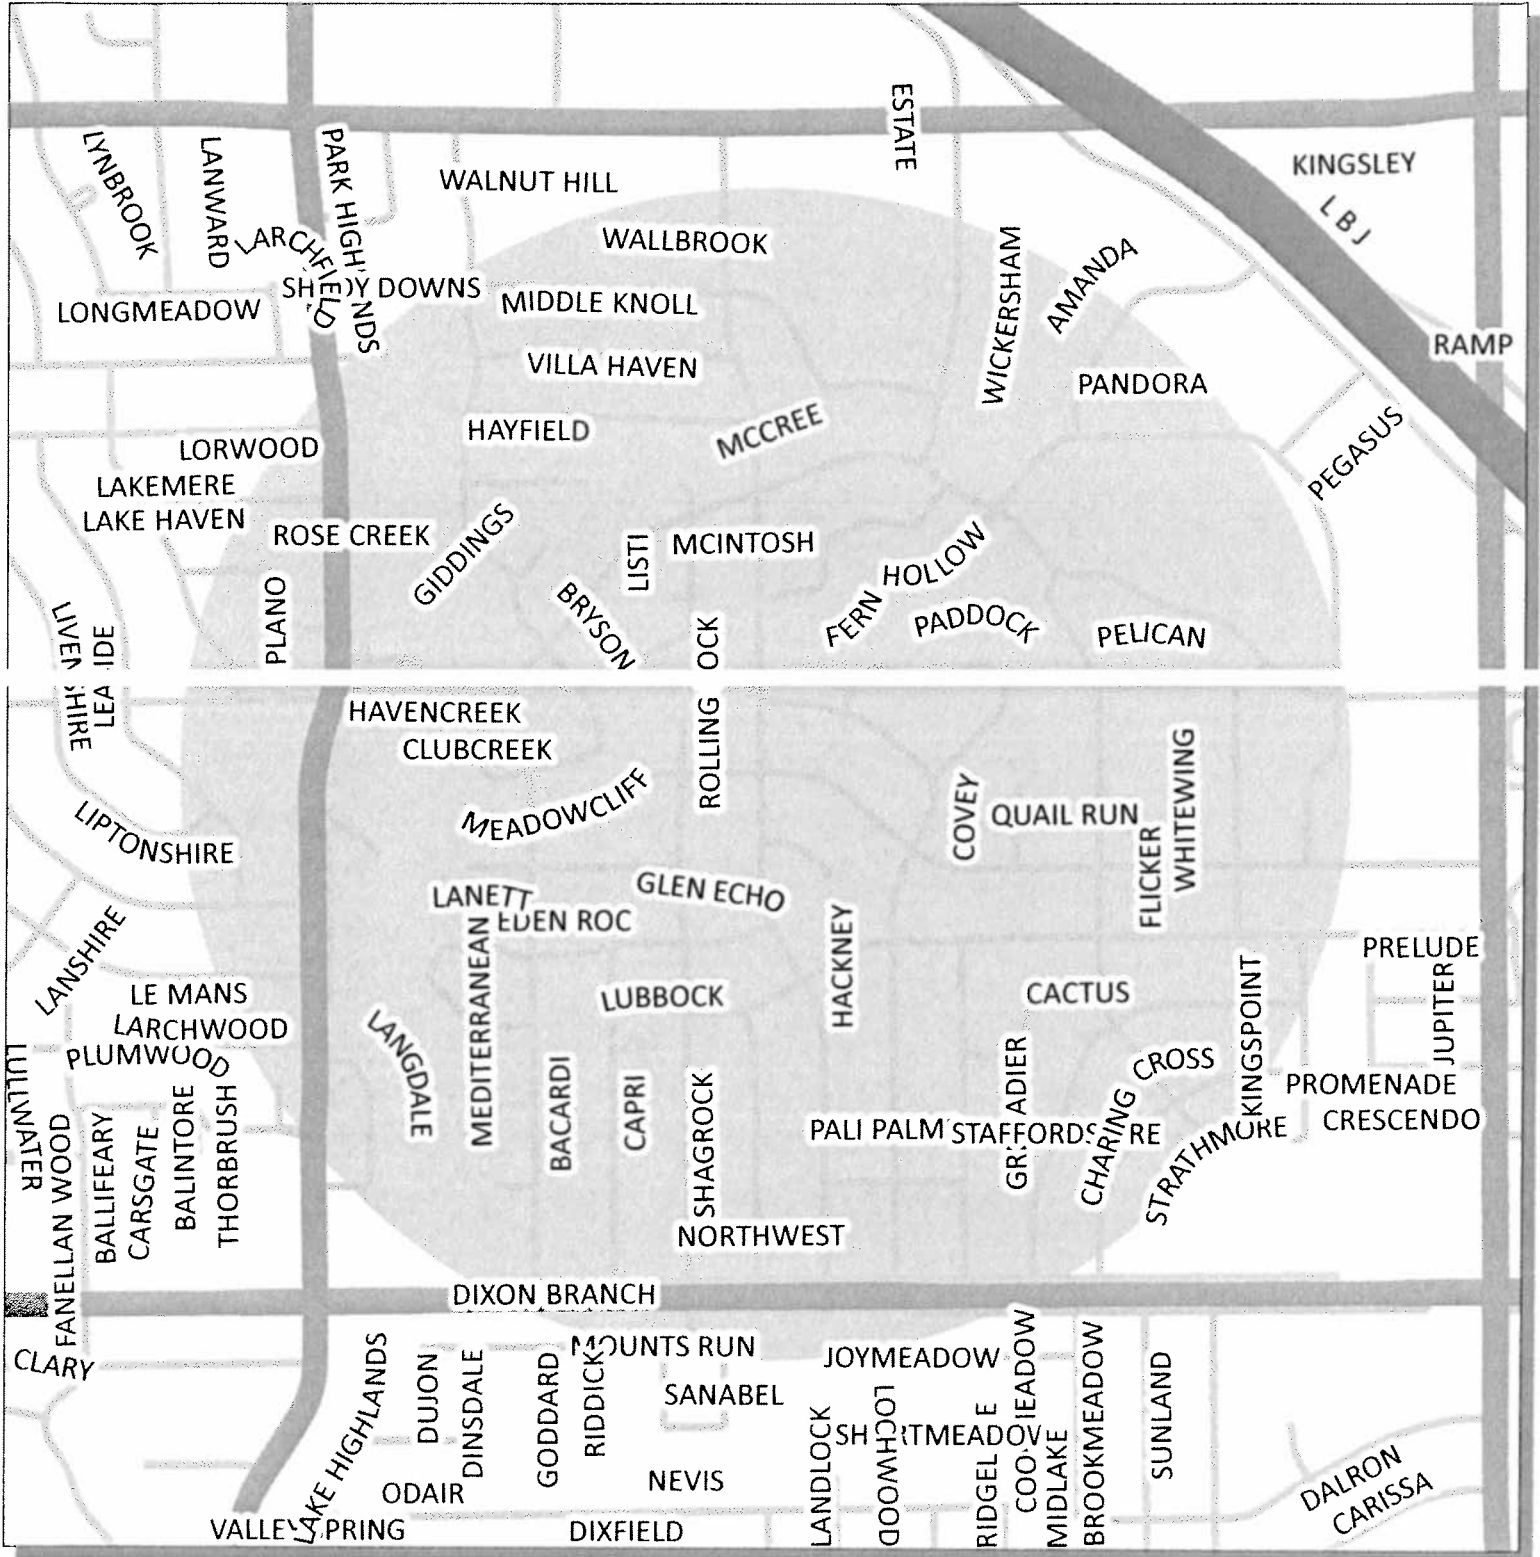 ESTATE
LYNBROOK
LANWARD
KINGSLEY
WALNUT HILL
L B J
LARCHFIELD
WALLBROOK
WICKERSHAM
AMANDA
DOWNS
LONGMEADOW
MIDDLE KNOLL
RAMP
VILLA HAVEN
PANDORA
HAYFIELD
MCCREE
PEGASUS
LORWOOD
LAKEMERE
LAKE HAVEN
ROSE CREEK
GIDDINGS
LISTI
MCINTOSH
FERN HOLLOW
PLANO
BRYSON
PADDOCK
PELICAN
HAVENCREEK
CLUBCREEK
ROLLING
WHITEWING
MEADOWCLIFF
COVEY
QUAIL RUN
LIPTONSHIRE
FLICKER
LANETT
GLEN ECHO
EDEN ROC
HACKNEY
LANSHIRE
MEDITERRANEAN
PRELUDE
LE MANS
LUBBOCK
CACTUS
KINGSPOINT
JUPITER
LARCHWOOD
LANGDALE
PLUMWOOD
CHARING CROSS
LULLWATER
BACARDI
CAPRI
SHAGROCK
PROMENADE
CRESCENDO
FANELLAN WOOD
BALLIFEARY
CARSGATE
BALINTORE
THORBRUSH
PALI PALM
STRATHMORE
NORTHWEST
DIXON BRANCH
MOUNTS RUN
CLARY
JOYMEADOW
LAKE HIGHLANDS
DUJON
DINSDALE
GODDARD
RIDDICK
SANABEL
LANDLOCK
LOCHWOOD
MIDLAKE
BROOKMEADOW
SUNLAND
NEVIS
ODAIR
DALRON
CARISSA
DIXFIELD